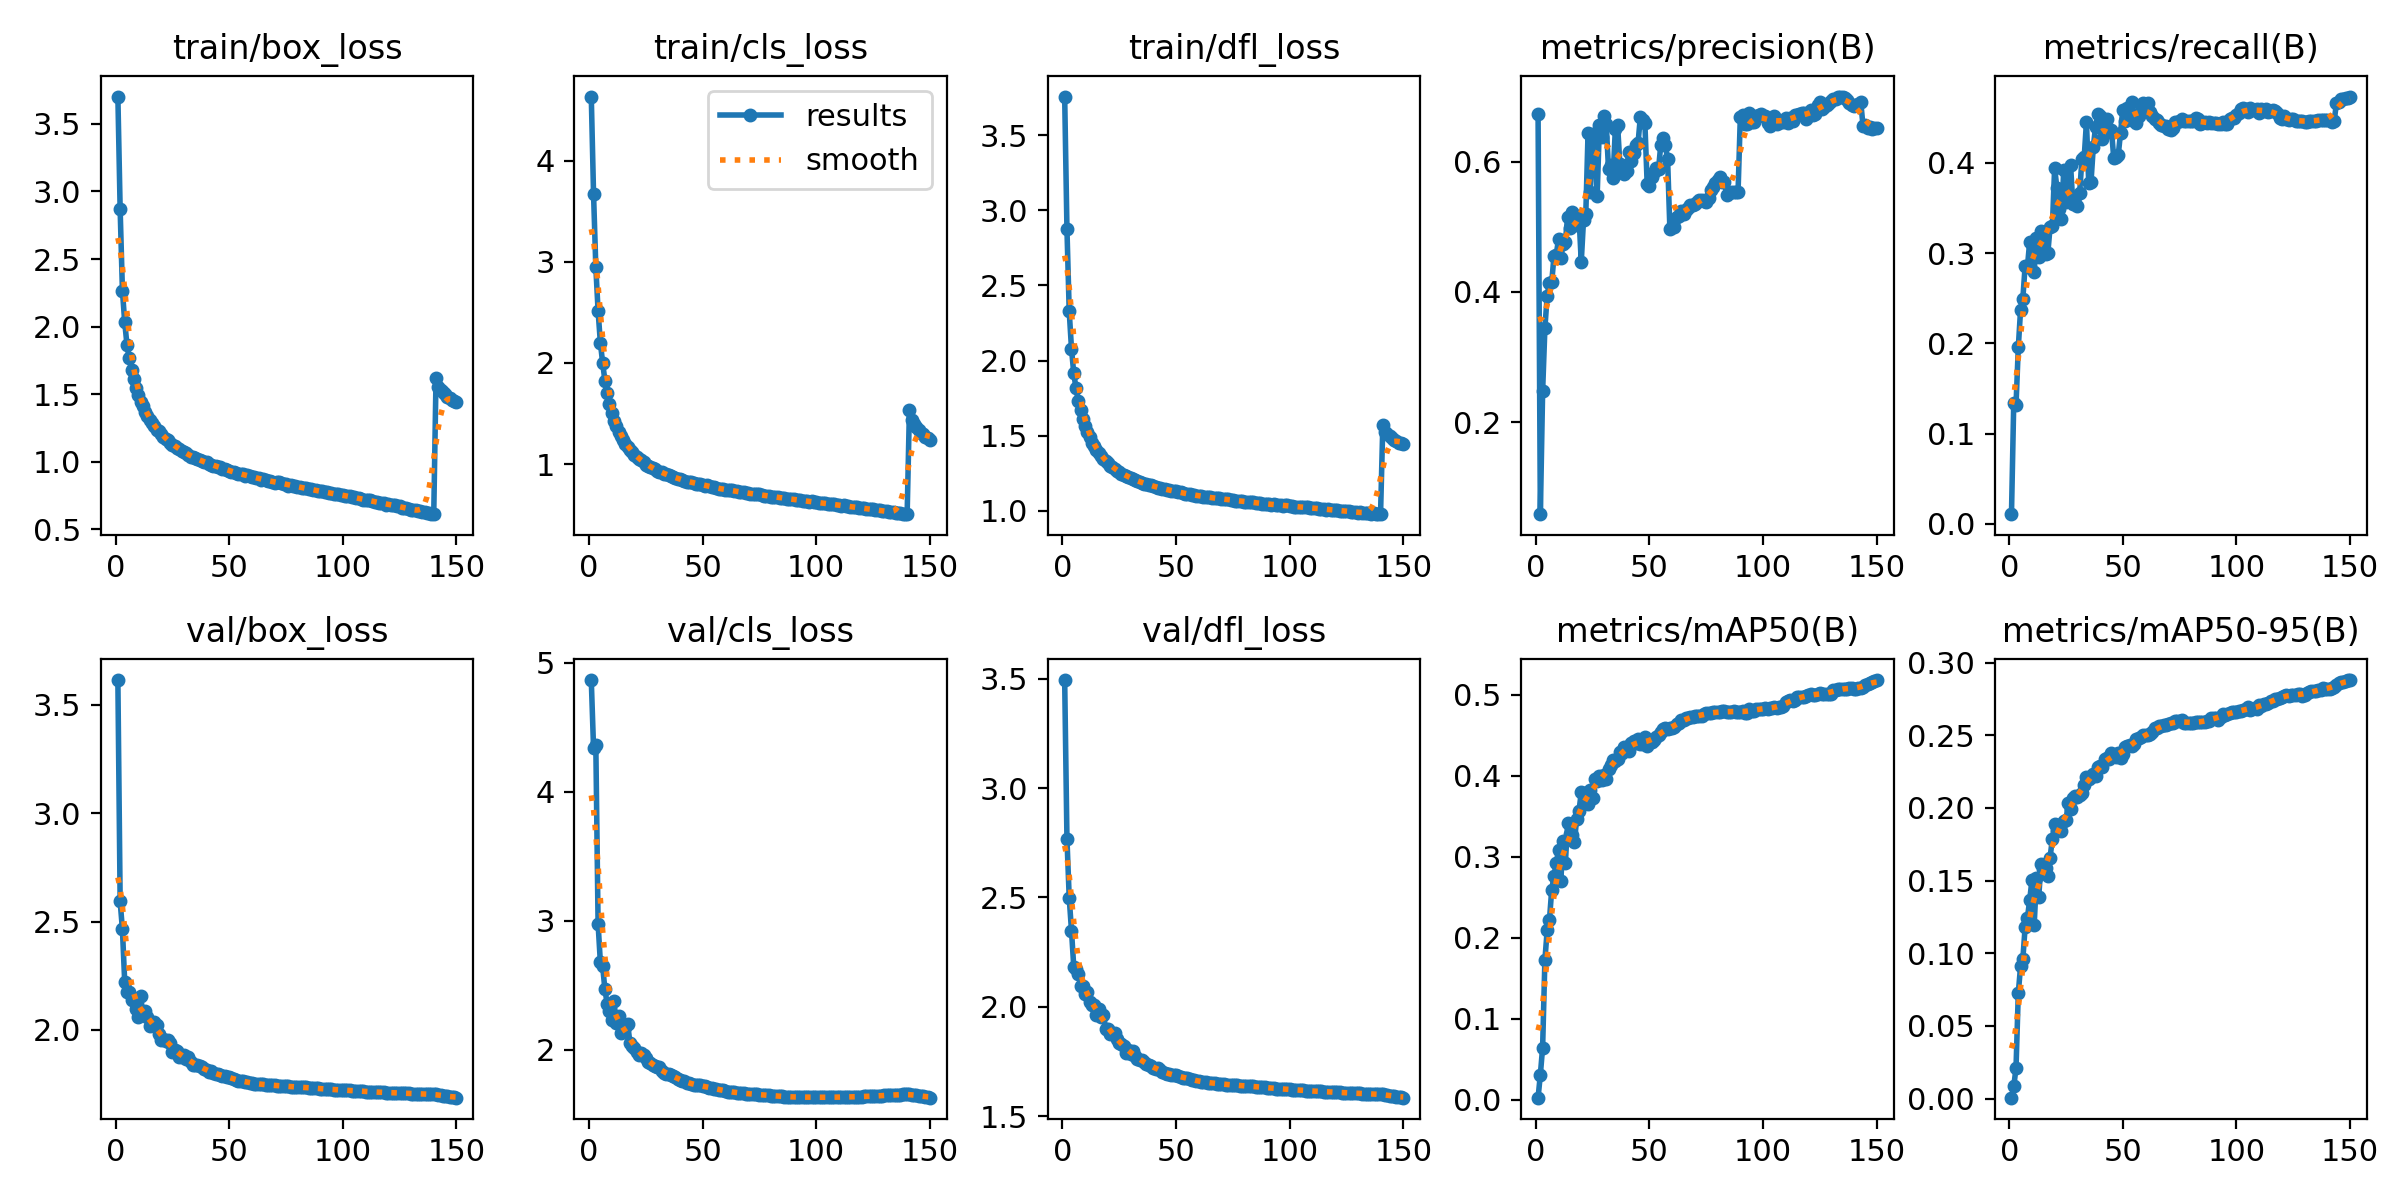 train/box_loss
3.5
3.0
2.5
2.0
1.5
1.0
0.5
0 50 100 150
train/cls_loss
results
smooth
4
3
2
1
0 50 100 150
train/dfl_loss
3.5
3.0
2.5
2.0
1.5
1.0
0 50 100 150
metrics/precision(B)
0.6
0.4
0.2
0 50 100 150
metrics/recall(B)
0.4
0.3
0.2
0.1
0.0
0 50 100 150
val/box_loss
3.5
3.0
2.5
2.0
0 50 100 150
val/cls_loss
5
4
3
2
0 50 100 150
val/dfl_loss
3.5
3.0
2.5
2.0
1.5
0 50 100 150
metrics/mAP50(B)
0.5
0.4
0.3
0.2
0.1
0.0
0 50 100 150
metrics/mAP50-95(B)
0.30
0.25
0.20
0.15
0.10
0.05
0.00
0 50 100 150